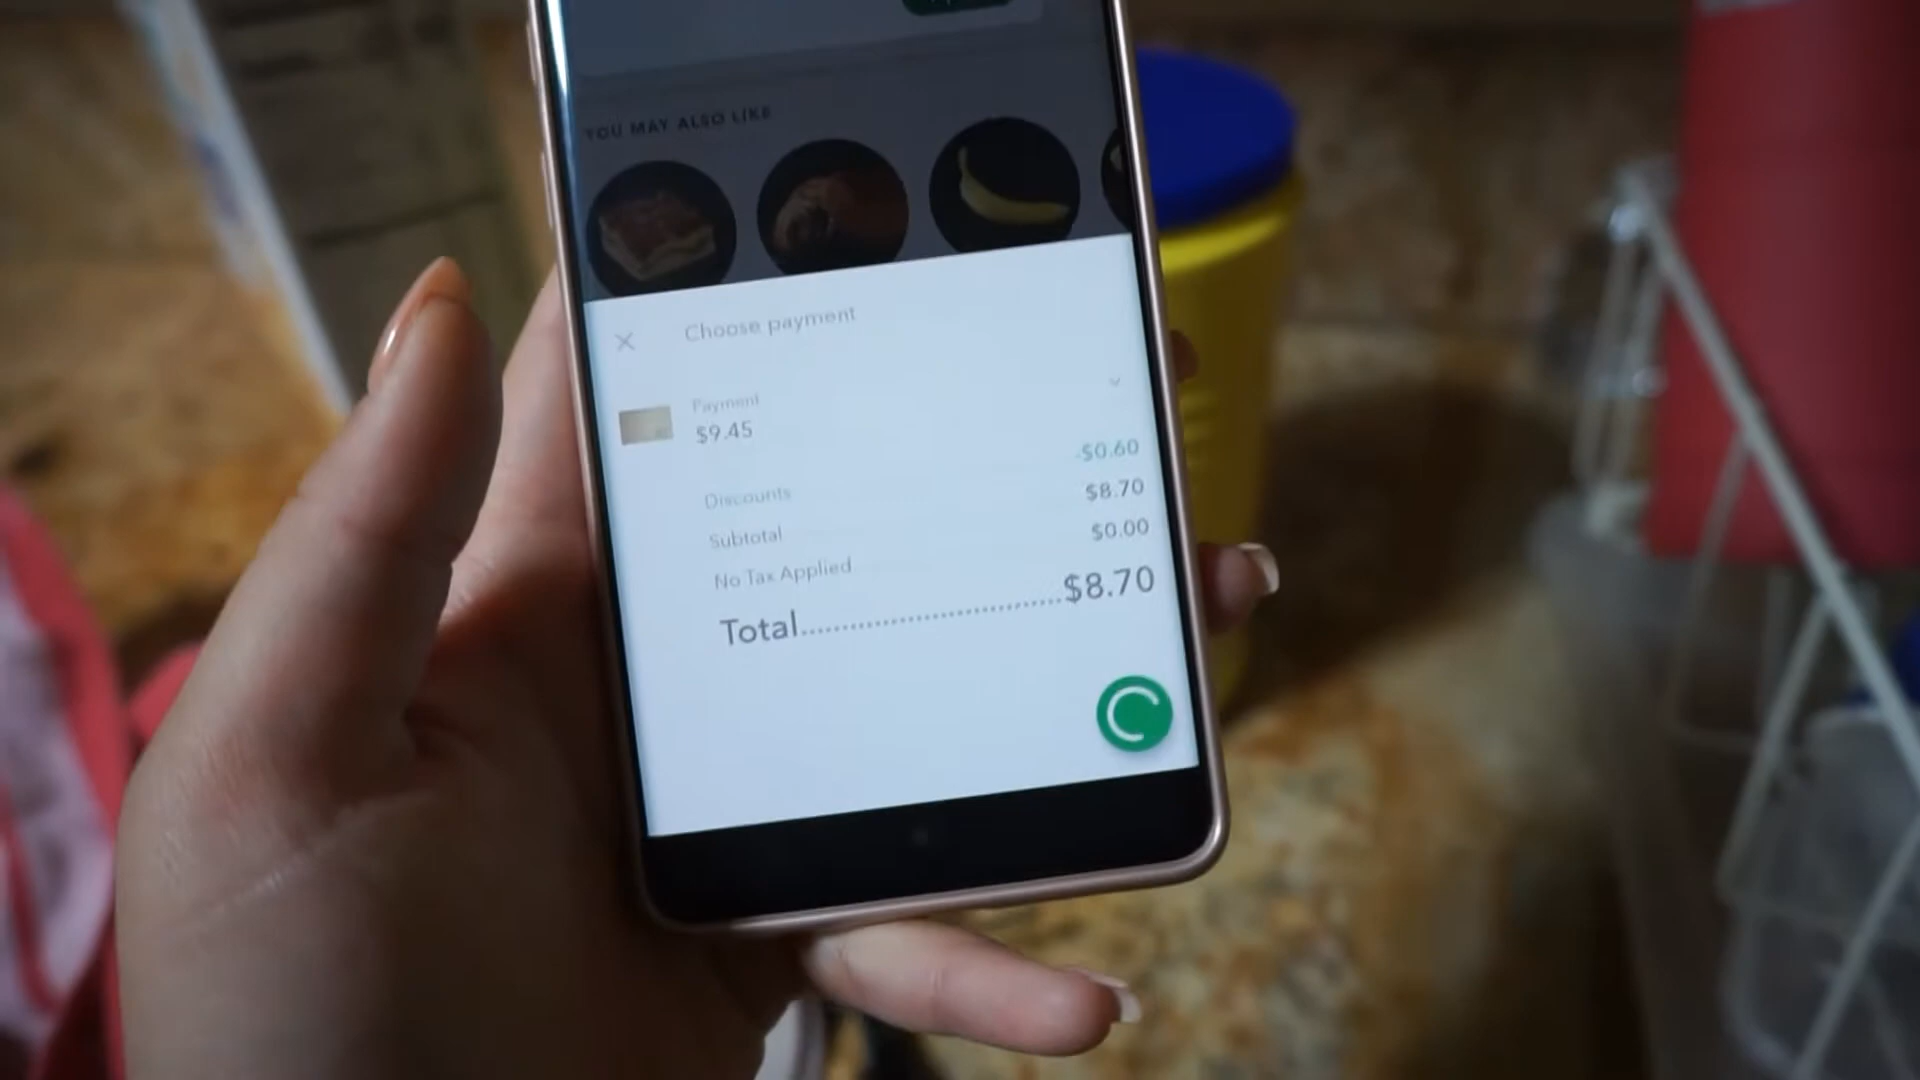 YOU MAY ALSO LIKE
Choose payment
Payment
$9.45
Discounts -$0.60
Subtotal $8.70
No Tax Applied $0.00
Total..............................$8.70